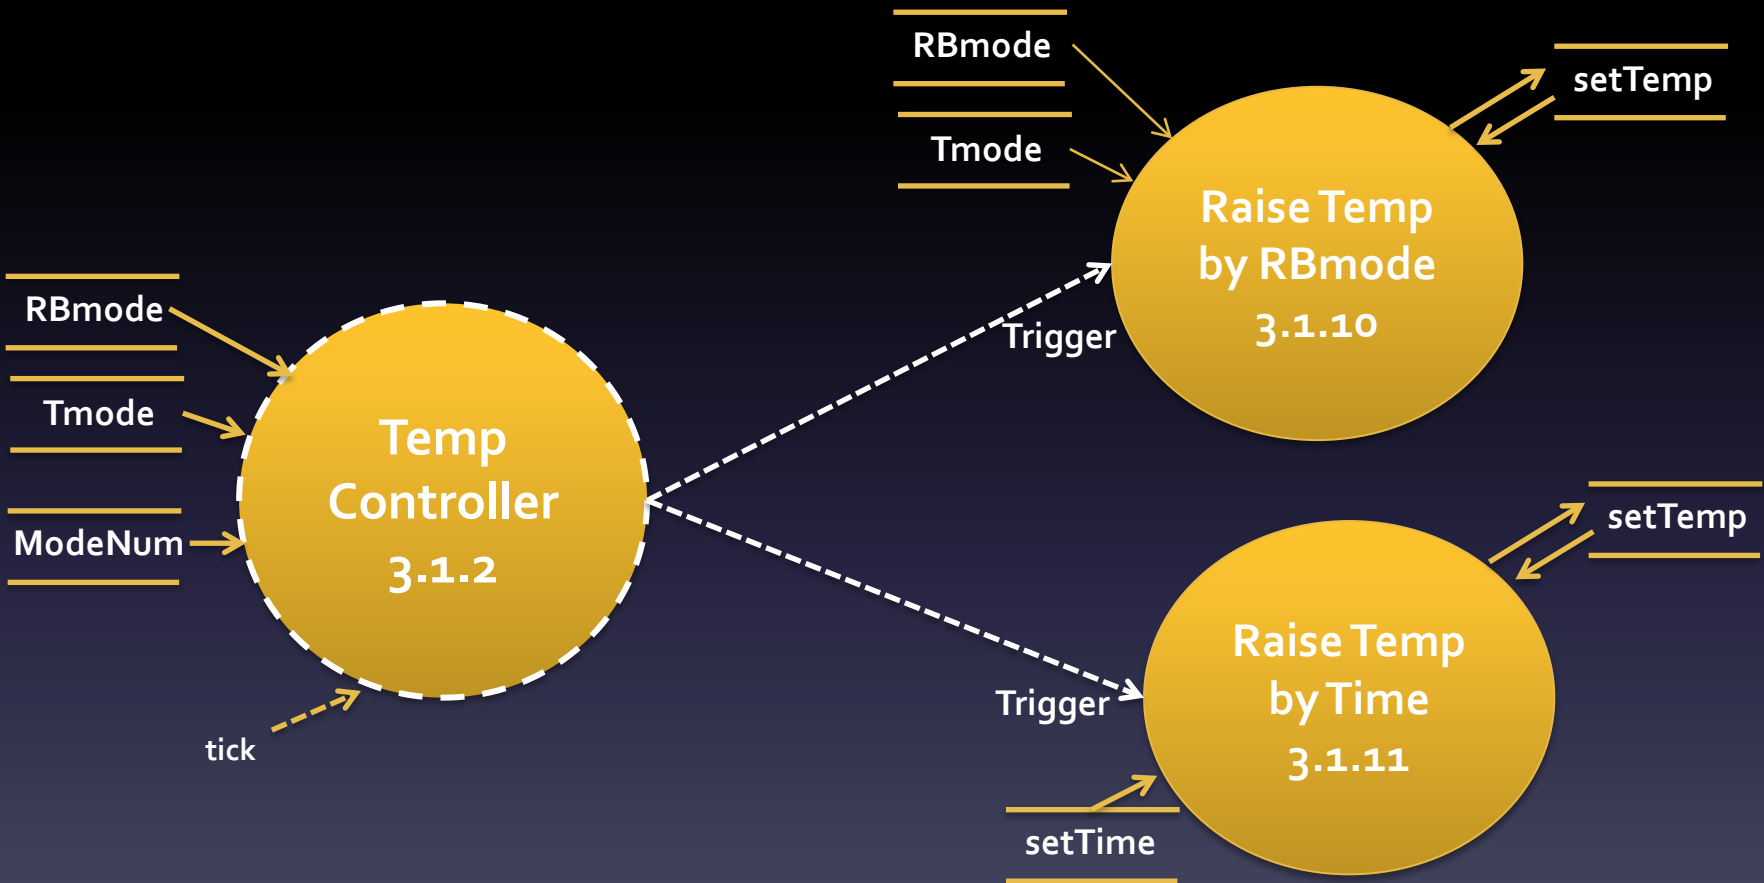 RBmode
Tmode
setTemp
Raise Temp
by RBmode
3.1.10
RBmode
Tmode
ModeNum
Temp
Controller
3.1.2
tick
Trigger
Trigger
setTemp
Raise Temp
by Time
3.1.11
setTime